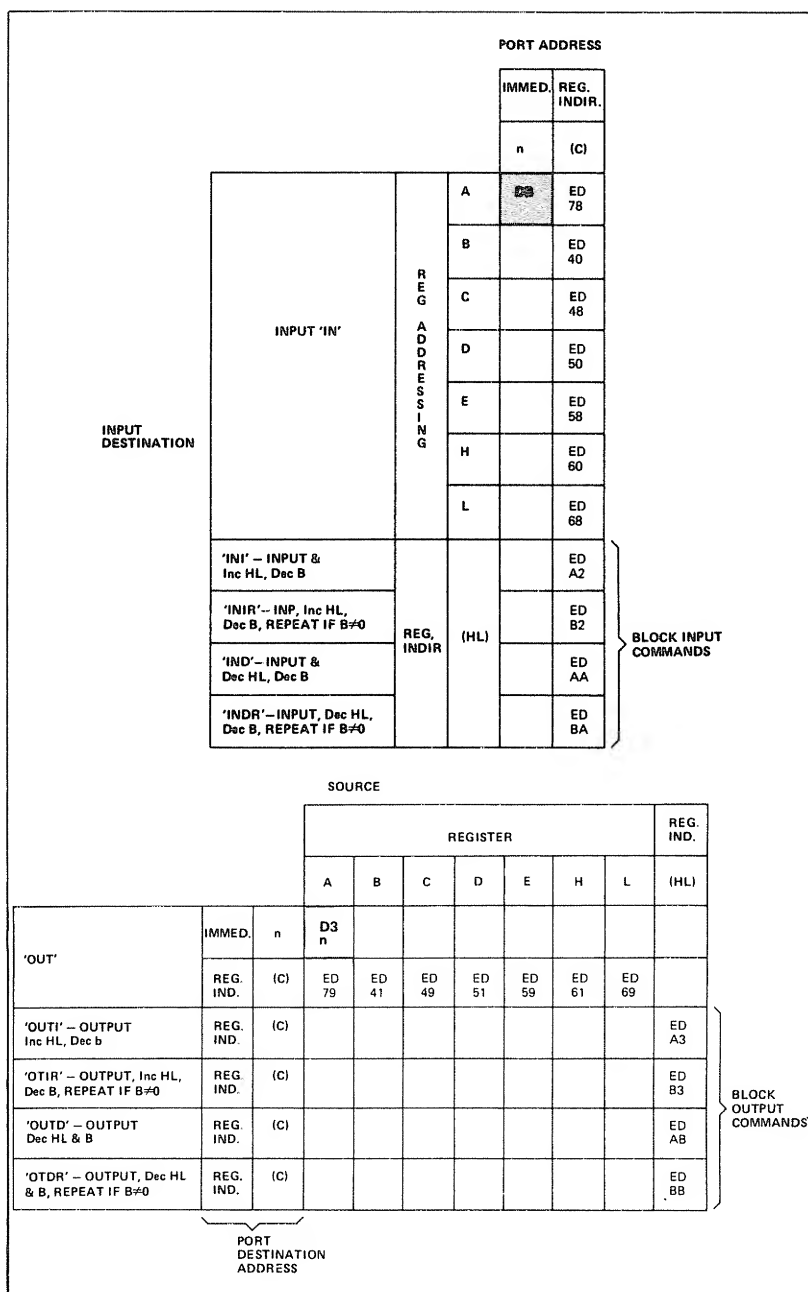 PORT ADDRESS
IMMED. REG. INDIR.
n (C)
INPUT DESTINATION
INPUT 'IN'
REG ADDRESSING
A ED 78
B ED 40
C ED 48
D ED 50
E ED 58
H ED 60
L ED 68
'INI' – INPUT &
Inc HL, Dec B
ED A2
'INIR'-- INP, Inc HL,
Dec B, REPEAT IF B≠0
ED B2
REG, INDIR (HL)
'IND'– INPUT &
Dec HL, Dec B
ED AA
'INDR'–INPUT, Dec HL,
Dec B, REPEAT IF B≠0
ED BA
BLOCK INPUT
COMMANDS
SOURCE
REGISTER REG. IND.
A B C D E H L (HL)
'OUT'
IMMED. n D3 n
REG. IND. (C) ED 79 ED 41 ED 49 ED 51 ED 59 ED 61 ED 69
'OUTI' – OUTPUT
Inc HL, Dec b
REG. IND. (C) ED A3
'OTIR' – OUTPUT, Inc HL,
Dec B, REPEAT IF B≠0
REG. IND. (C) ED B3
'OUTD' – OUTPUT
Dec HL & B
REG. IND. (C) ED AB
'OTDR' – OUTPUT, Dec HL
& B, REPEAT IF B≠0
REG. IND. (C) ED BB
BLOCK
OUTPUT
COMMANDS
PORT
DESTINATION
ADDRESS